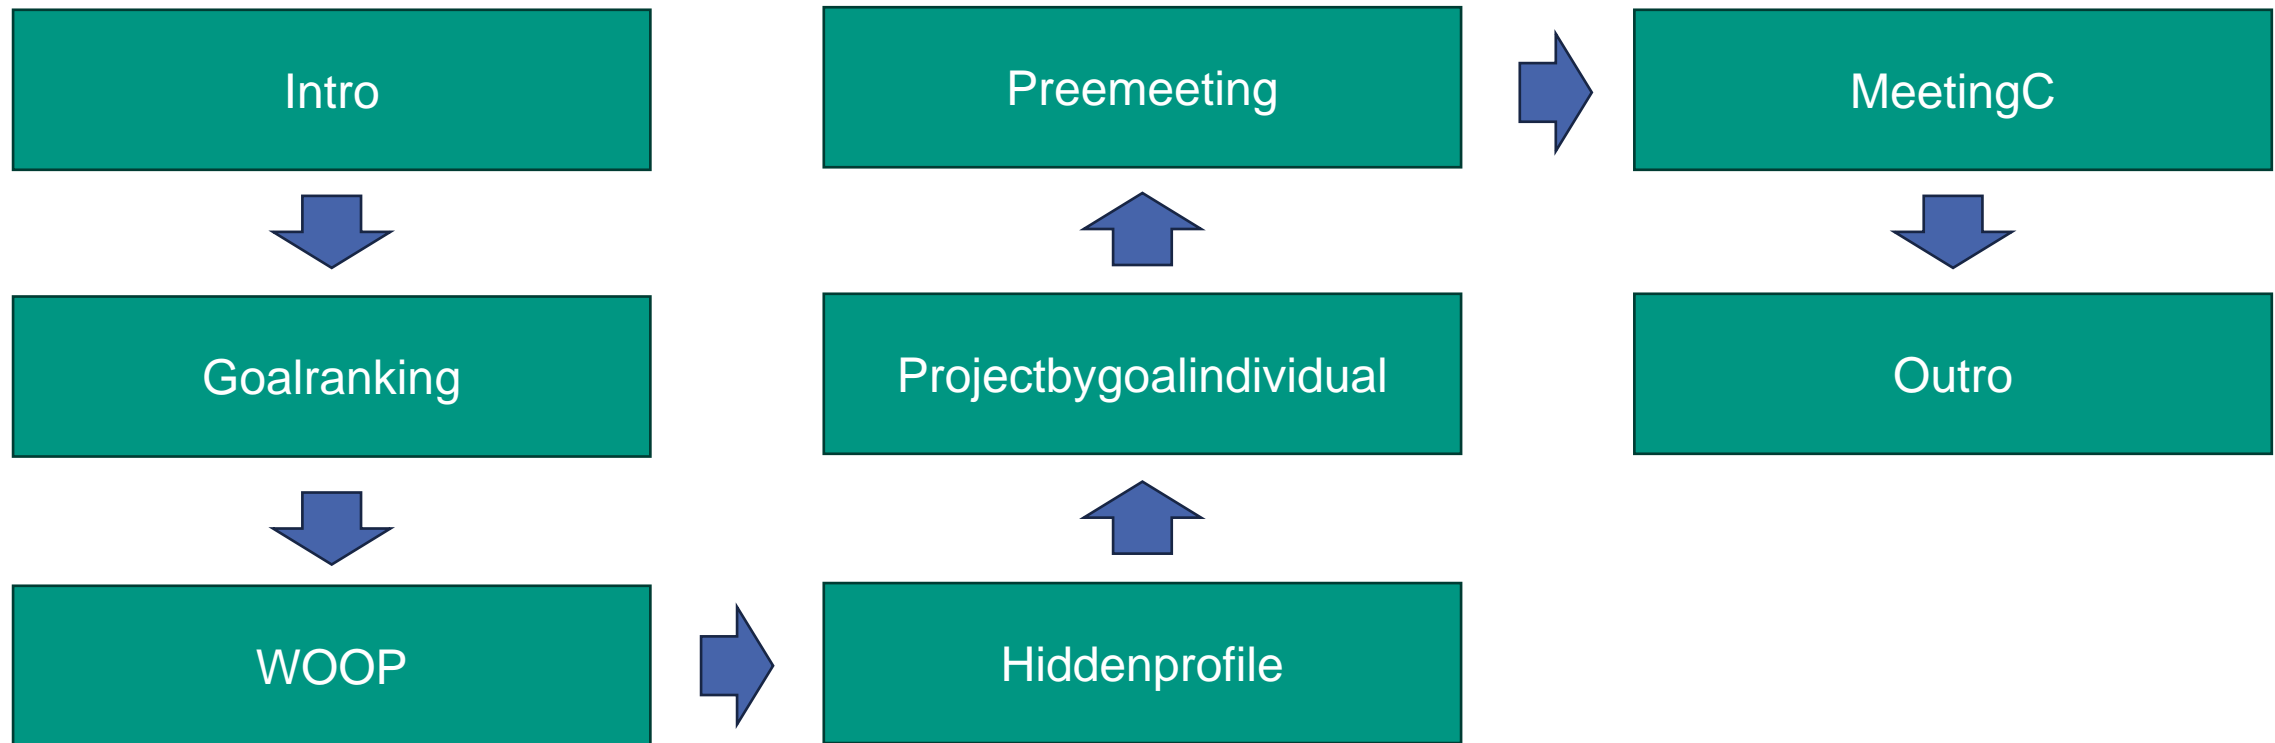 Intro
Goalranking
WOOP
Hiddenprofile
Projectbygoalindividual
Preemeeting
MeetingC
Outro